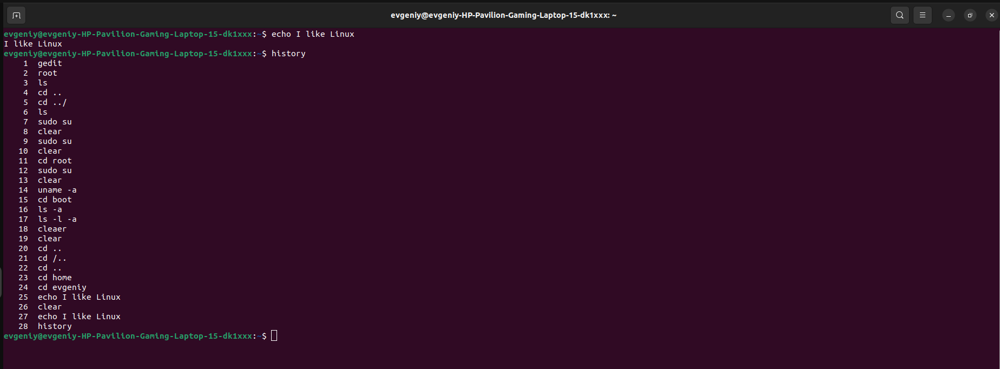 evgeniy@evgeniy-HP-Pavilion-Gaming-Laptop-15-dk1xxx: ~
evgeniy@evgeniy-HP-Pavilion-Gaming-Laptop-15-dk1xxx:~$ echo I like Linux
I like Linux
evgeniy@evgeniy-HP-Pavilion-Gaming-Laptop-15-dk1xxx:~$ history
1 gedit
2 root
3 ls
4 cd ..
5 cd ../
6 ls
7 sudo su
8 clear
9 sudo su
10 clear
11 cd root
12 sudo su
13 clear
14 uname -a
15 cd boot
16 ls -a
17 ls -l -a
18 cleaer
19 clear
20 cd ..
21 cd /..
22 cd ..
23 cd home
24 cd evgeniy
25 echo I like Linux
26 clear
27 echo I like Linux
28 history
evgeniy@evgeniy-HP-Pavilion-Gaming-Laptop-15-dk1xxx:~$